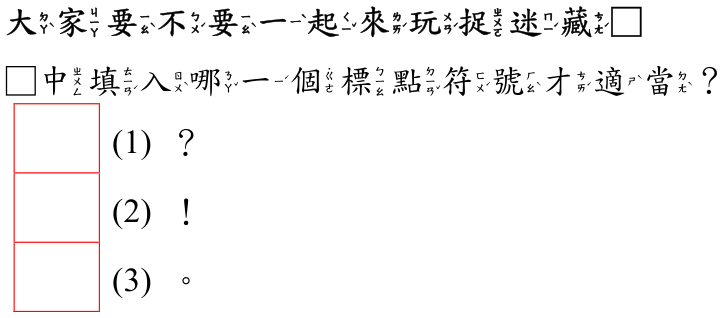 大家要不要一起來玩捉迷藏□
□中填入哪一個標點符號才適當？
(1) ？
(2) ！
(3) 。